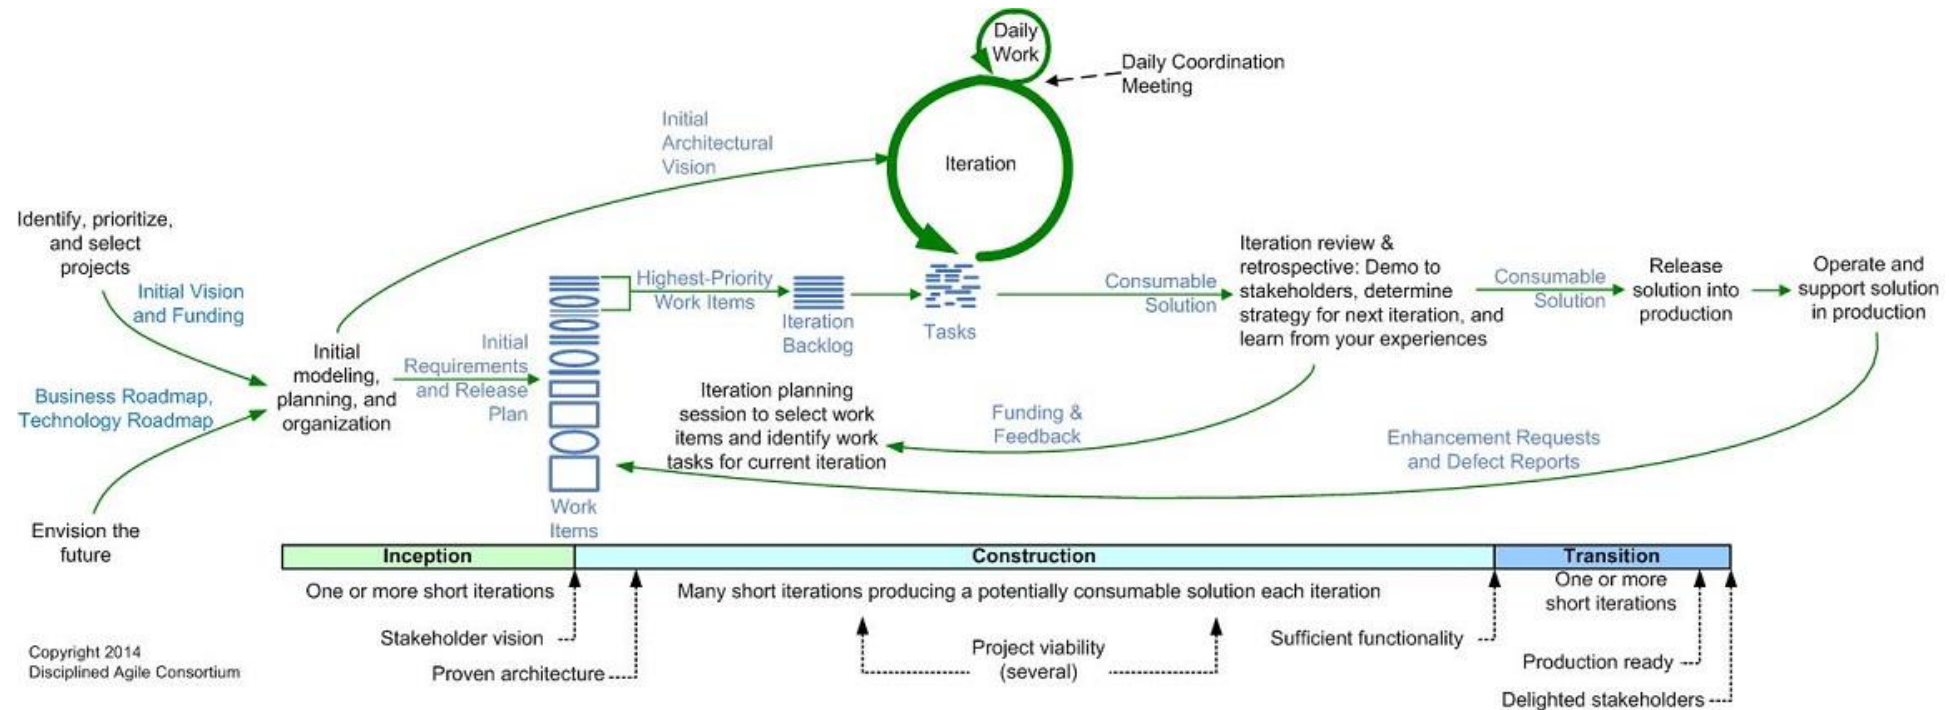 Daily
Work
Daily Coordination
Meeting
Initial
Architectural
Vision
Iteration
Identify, prioritize,
and select
projects
Initial Vision
and Funding
Business Roadmap,
Technology Roadmap
Envision the
future
Initial
modeling,
planning, and
organization
Initial
Requirements
and Release
Plan
Work
Items
Highest-Priority
Work Items
Iteration
Backlog
Tasks
Consumable
Solution
Iteration review &
retrospective: Demo to
stakeholders, determine
strategy for next iteration, and
learn from your experiences
Consumable
Solution
Release
solution into
production
Operate and
support solution
in production
Iteration planning
session to select work
items and identify work
tasks for current iteration
Funding &
Feedback
Enhancement Requests
and Defect Reports
Inception
Construction
Transition
One or more short iterations
Many short iterations producing a potentially consumable solution each iteration
One or more
short iterations
Stakeholder vision
Proven architecture
Project viability
(several)
Sufficient functionality
Production ready
Delighted stakeholders
Copyright 2014
Disciplined Agile Consortium